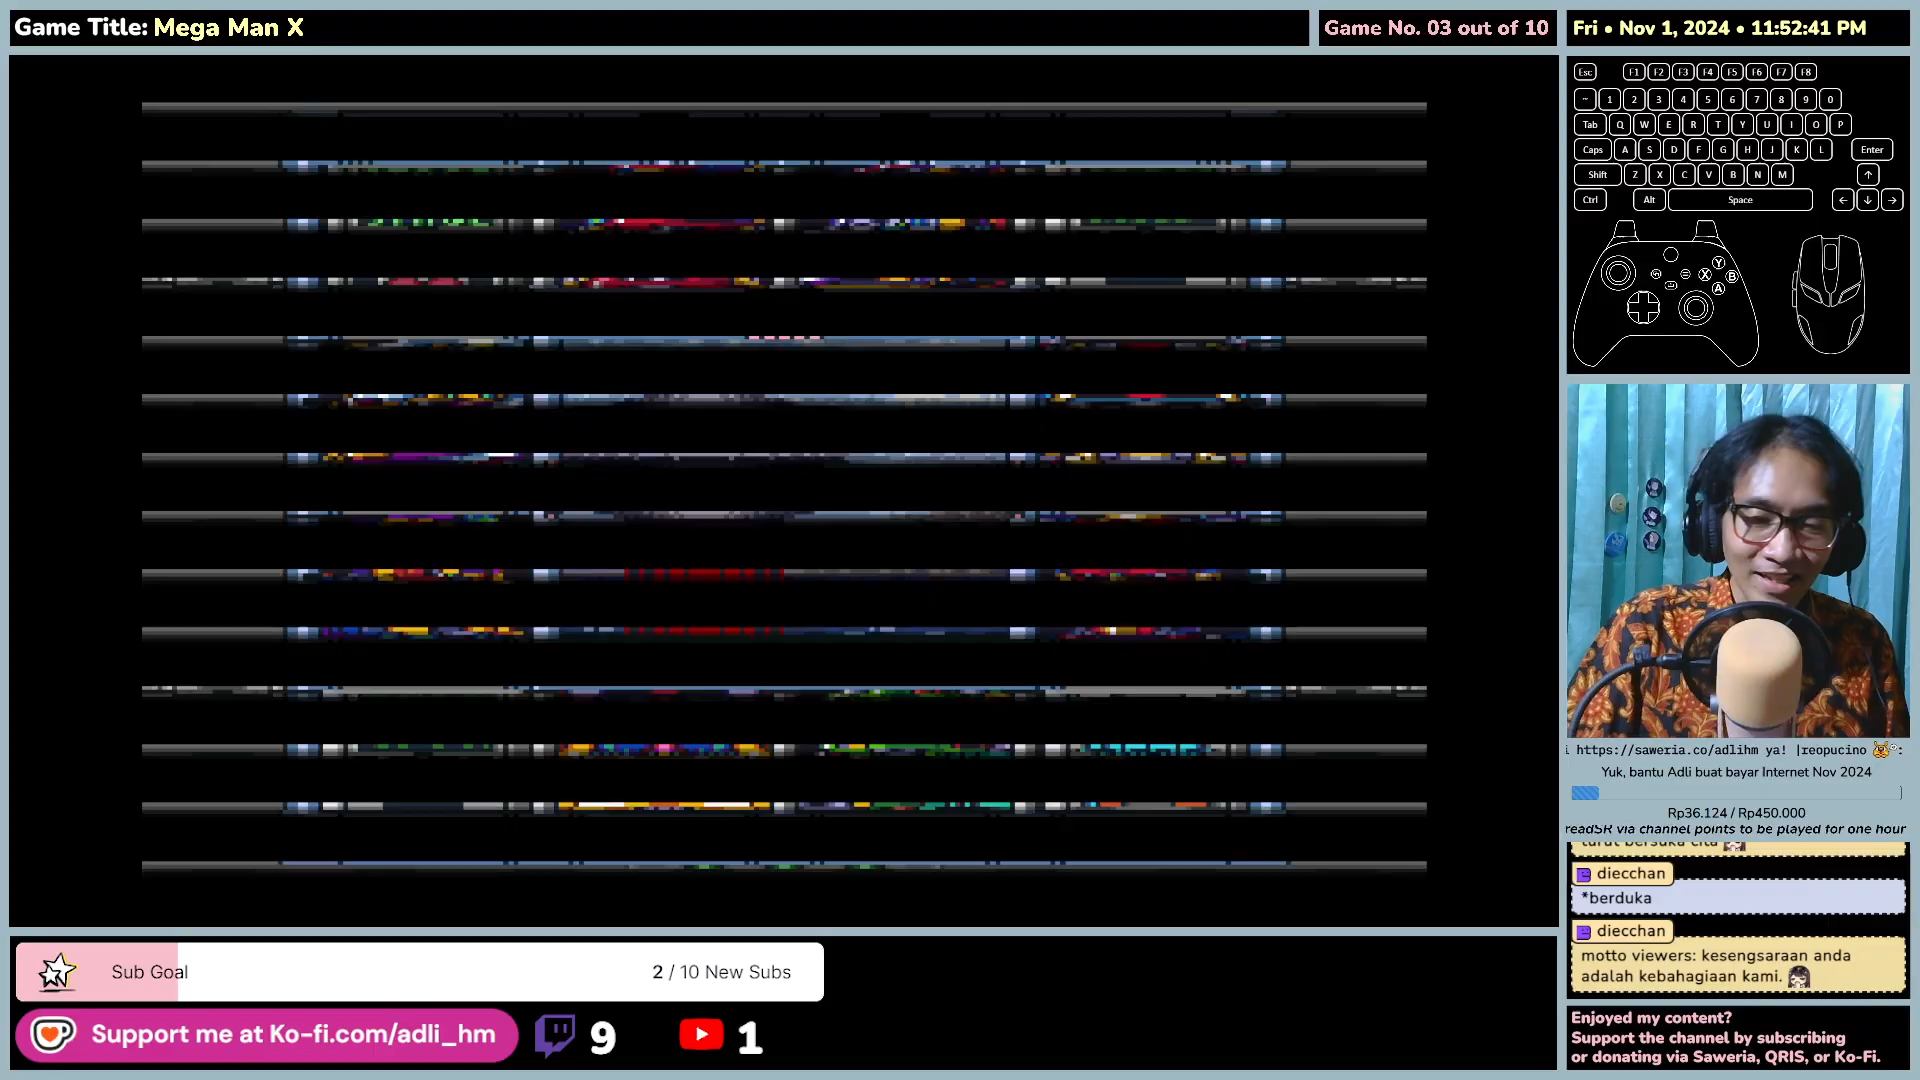 Game Title: Mega Man X
Game No. 03 out of 10
Fri • Nov 1, 2024 • 11:52:41 PM
Esc F1 F2 F3 F4 F5 F6 F7 F8
~ 1 2 3 4 5 6 7 8 9 0
Tab Q W E R T Y U I O P
Caps A S D F G H J K L Enter
Shift Z X C V B N M ↑
Ctrl Alt Space ← ↓ →
Y
X B
A
i https://saweria.co/adlihm ya! |reopucino :
Yuk, bantu Adli buat bayar Internet Nov 2024
Rp36.124 / Rp450.000
readSR via channel points to be played for one hour
turut bersuka cita
diecchan
*berduka
diecchan
motto viewers: kesengsaraan anda
adalah kebahagiaan kami.
Sub Goal
2 / 10 New Subs
Support me at Ko-fi.com/adli_hm
9
1
Enjoyed my content?
Support the channel by subscribing
or donating via Saweria, QRIS, or Ko-Fi.